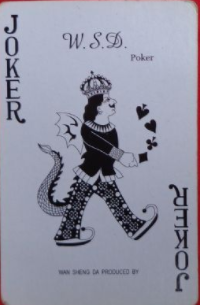 JOKER
W.S.D.
Poker
WAN SHENG DA PRODUCED BY
JOKER